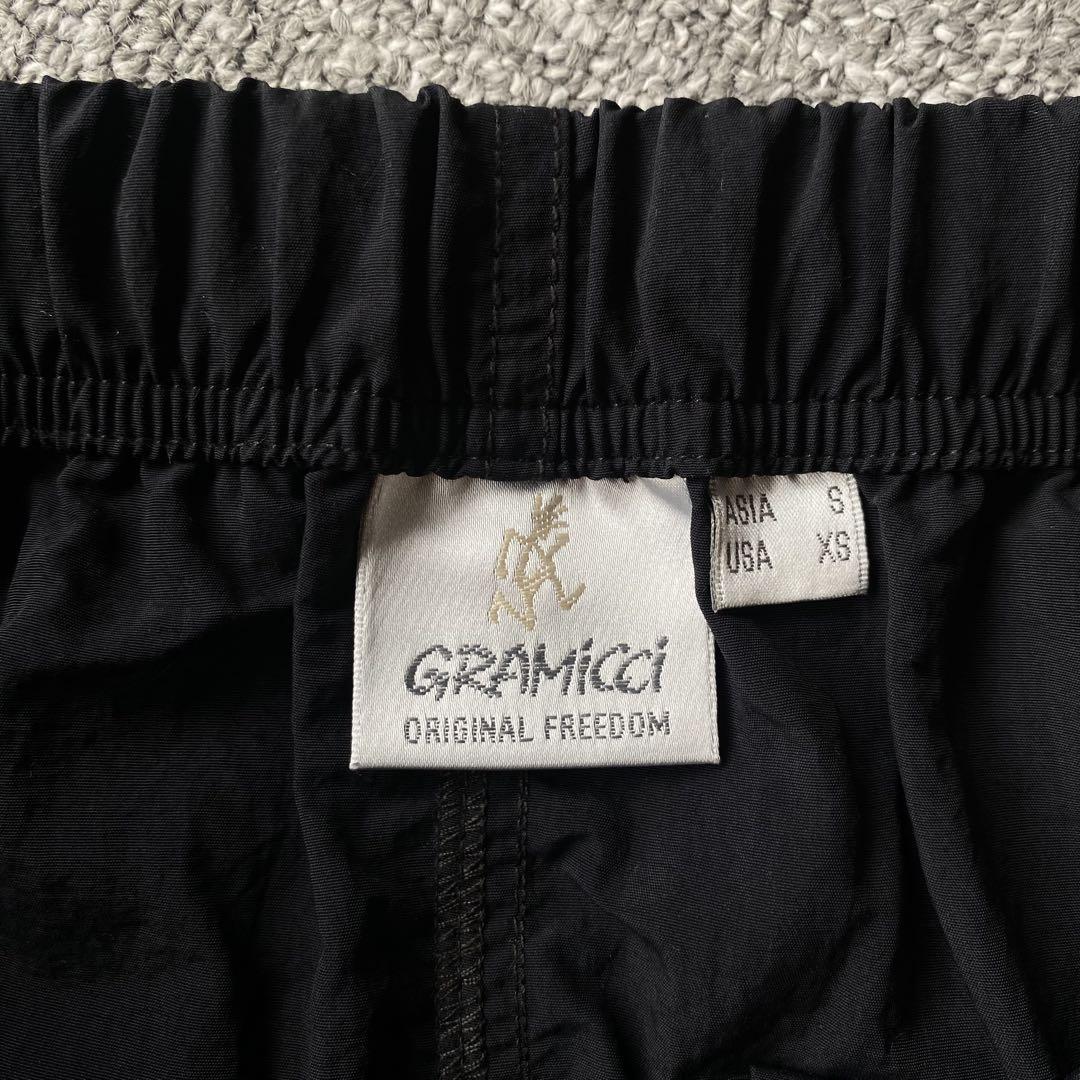 GRAMiCCi
ORIGINAL FREEDOM
ASIA S
USA XS